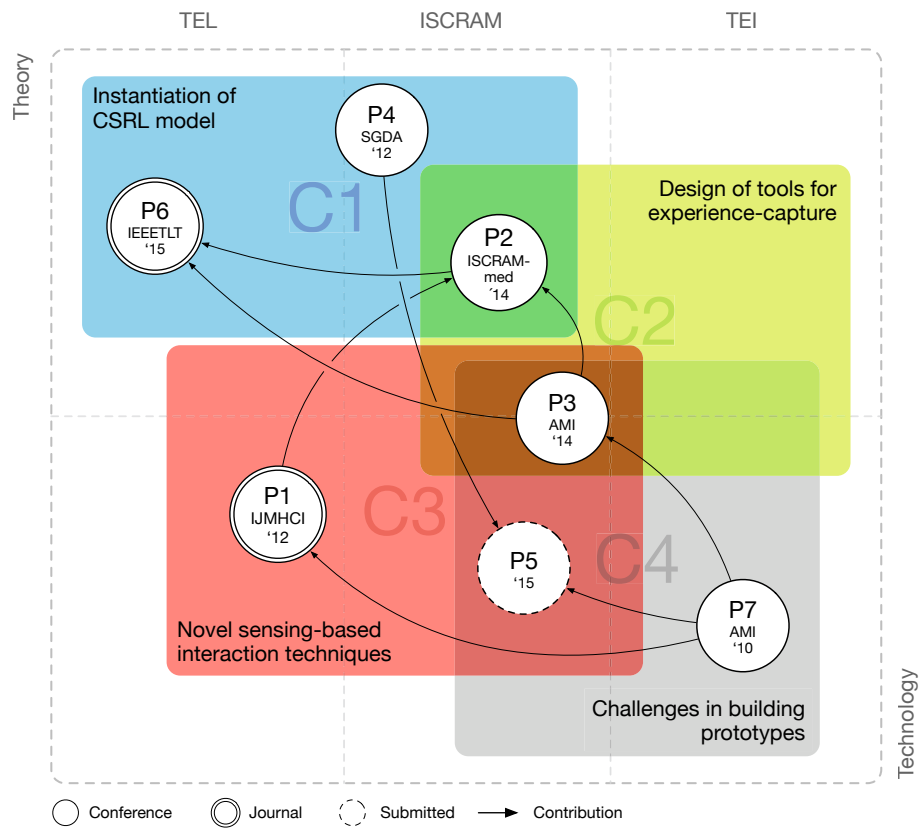 TEL
ISCRAM
TEI
Theory
Instantiation of
CSRL model
P4
SGDA
‘12
C1
Design of tools for
experience-capture
P6
IEEETLT
‘15
P2
ISCRAM-
med
´14
C2
P3
AMI
‘14
P1
IJMHCI
‘12
C3
P5
‘15
C4
P7
AMI
‘10
Novel sensing-based
interaction techniques
Challenges in building
prototypes
Technology
Conference
Journal
Submitted
Contribution